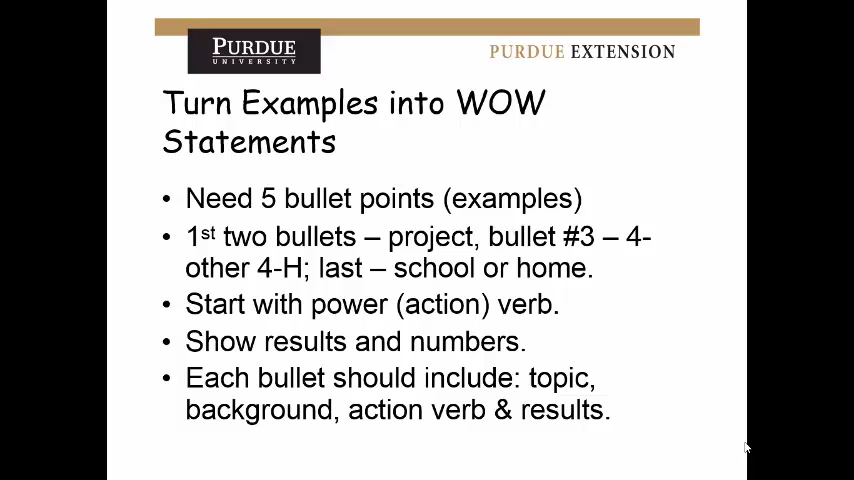 PURDUE
UNIVERSITY
PURDUE EXTENSION
Turn Examples into WOW
Statements
• Need 5 bullet points (examples)
• 1st two bullets – project, bullet #3 – 4-
other 4-H; last – school or home.
• Start with power (action) verb.
• Show results and numbers.
• Each bullet should include: topic,
background, action verb & results.